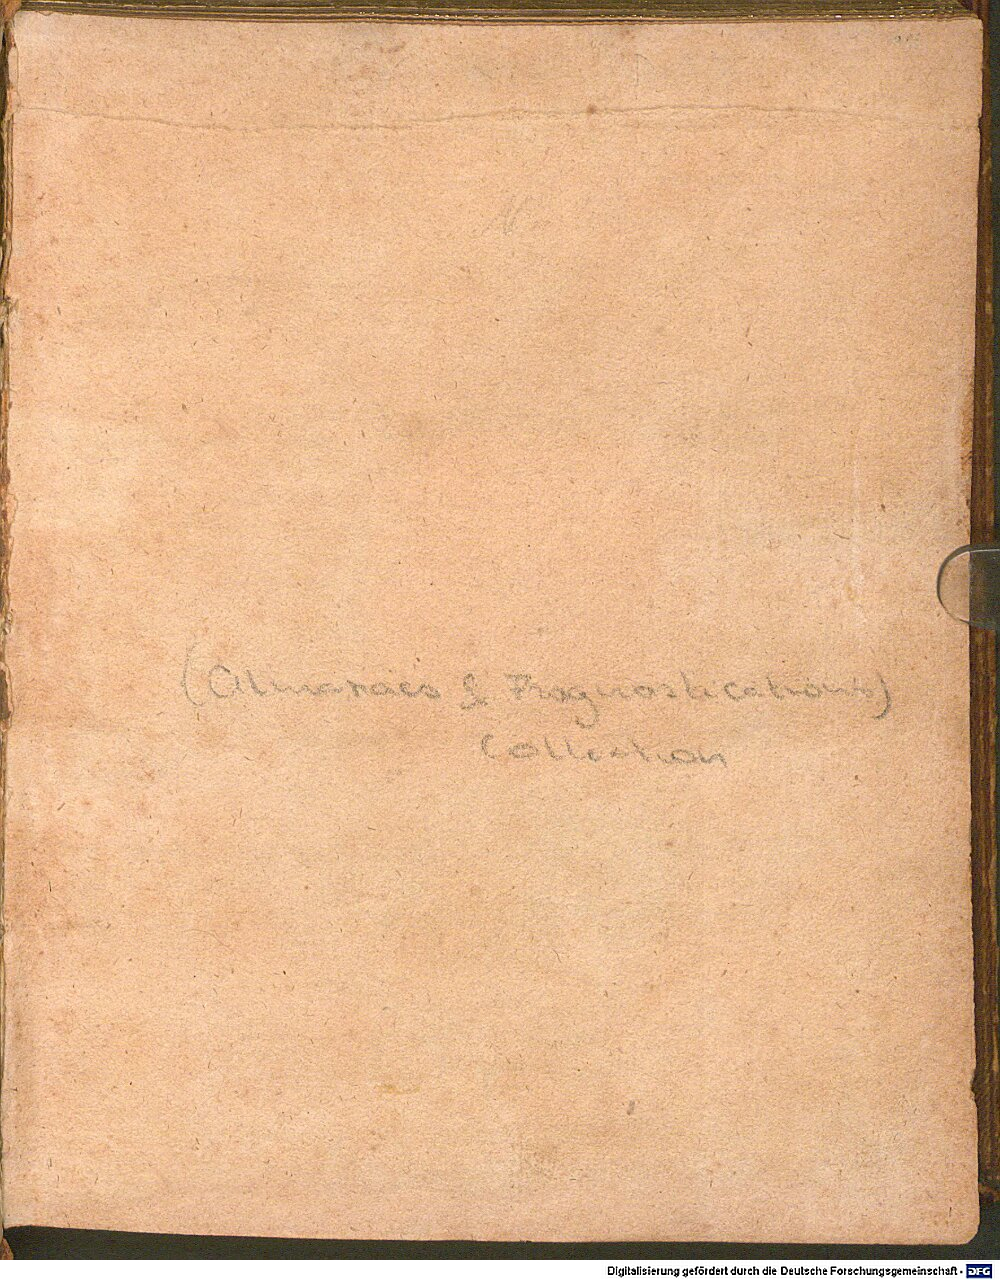 (Almanacs & Prognostications)
Collection
Digitalisierung gefördert durch die Deutsche Forschungsgemeinschaft - DFG